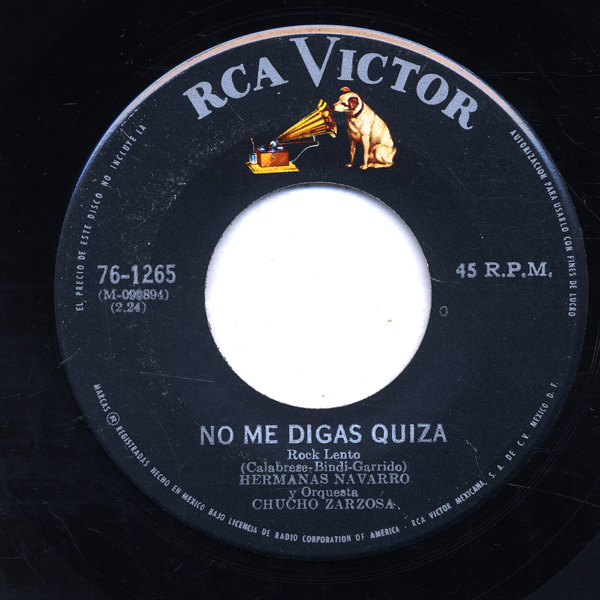 RCA VICTOR
EL PRECIO DE ESTE DISCO NO INCLUYE LA
AUTORIZACION PARA USARLO CON FINES DE LUCRO
76-1265
(M-099894)
(2.24)
45 R.P.M.
NO ME DIGAS QUIZA
Rock Lento
(Calabrese-Bindi-Garrido)
HERMANAS NAVARRO
y Orquesta
CHUCHO ZARZOSA
MARCAS ® REGISTRADAS HECHO EN MEXICO BAJO LICENCIA DE RADIO CORPORATION OF AMERICA - RCA VICTOR MEXICANA, S. A. DE C. V. MEXICO D. F.